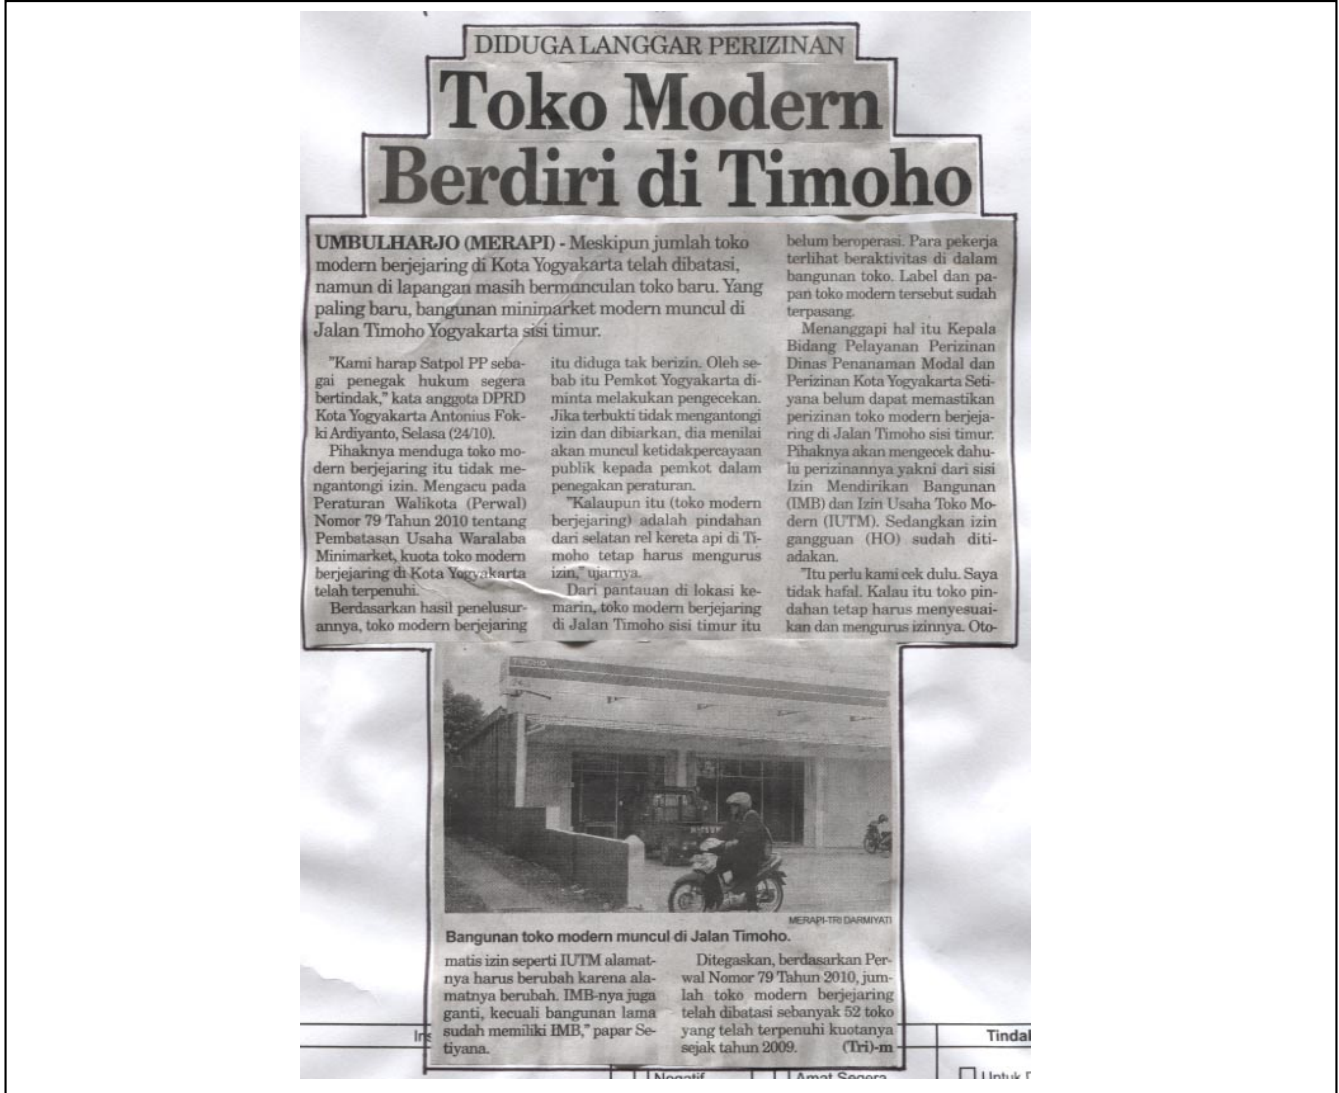 DIDUGA LANGGAR PERIZINAN
Toko Modern
Berdiri di Timoho
UMBULHARJO (MERAPI) - Meskipun jumlah toko
modern berjejaring di Kota Yogyakarta telah dibatasi,
namun di lapangan masih bermunculan toko baru. Yang
paling baru, bangunan minimarket modern muncul di
Jalan Timoho Yogyakarta sisi timur.
"Kami harap Satpol PP seba-
gai penegak hukum segera
bertindak," kata anggota DPRD
Kota Yogyakarta Antonius Fok-
ki Ardiyanto, Selasa (24/10).
Pihaknya menduga toko mo-
dern berjejaring itu tidak me-
ngantongi izin. Mengacu pada
Peraturan Walikota (Perwal)
Nomor 79 Tahun 2010 tentang
Pembatasan Usaha Waralaba
Minimarket, kuota toko modern
berjejaring di Kota Yogyakarta
telah terpenuhi.
Berdasarkan hasil penelusur-
annya, toko modern berjejaring
itu diduga tak berizin. Oleh se-
bab itu Pemkot Yogyakarta di-
minta melakukan pengecekan.
Jika terbukti tidak mengantongi
izin dan dibiarkan, dia menilai
akan muncul ketidakpercayaan
publik kepada pemkot dalam
penegakan peraturan.
"Kalaupun itu (toko modern
berjejaring) adalah pindahan
dari selatan rel kereta api di Ti-
moho tetap harus mengurus
izin," ujarnya.
Dari pantauan di lokasi ke-
marin, toko modern berjejaring
di Jalan Timoho sisi timur itu
belum beroperasi. Para pekerja
terlihat beraktivitas di dalam
bangunan toko. Label dan pa-
pan toko modern tersebut sudah
terpasang.
Menanggapi hal itu Kepala
Bidang Pelayanan Perizinan
Dinas Penanaman Modal dan
Perizinan Kota Yogyakarta Seti-
yana belum dapat memastikan
perizinan toko modern berjeja-
ring di Jalan Timoho sisi timur.
Pihaknya akan mengecek dahu-
lu perizinannya yakni dari sisi
Izin Mendirikan Bangunan
(IMB) dan Izin Usaha Toko Mo-
dern (IUTM). Sedangkan izin
gangguan (HO) sudah diti-
adakan.
"Itu perlu kami cek dulu. Saya
tidak hafal. Kalau itu toko pin-
dahan tetap harus menyesuai-
kan dan mengurus izinnya. Oto-
MERAPI-TRI DARMIYATI
Bangunan toko modern muncul di Jalan Timoho.
matis izin seperti IUTM alamat-
nya harus berubah karena ala-
matnya berubah. IMB-nya juga
ganti, kecuali bangunan lama
sudah memiliki IMB," papar Se-
tiyana.
Ditegaskan, berdasarkan Per-
wal Nomor 79 Tahun 2010, jum-
lah toko modern berjejaring
telah dibatasi sebanyak 52 toko
yang telah terpenuhi kuotanya
sejak tahun 2009. (Tri)-m
Tindal
Negatif
Amat Segera
Untuk D